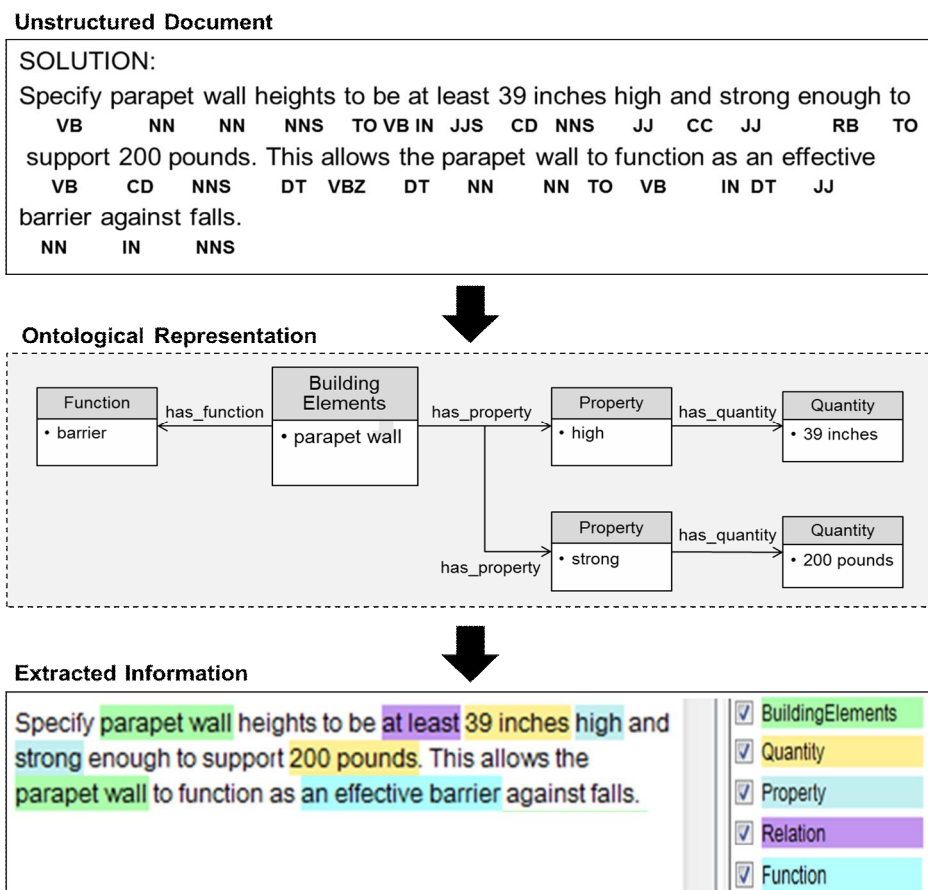 Unstructured Document
SOLUTION:
Specify parapet wall heights to be at least 39 inches high and strong enough to
VB NN NN NNS TO VB IN JJS CD NNS JJ CC JJ RB TO
support 200 pounds. This allows the parapet wall to function as an effective
VB CD NNS DT VBZ DT NN NN TO VB IN DT JJ
barrier against falls.
NN IN NNS
Ontological Representation
Function
• barrier
has_function
Building
Elements
• parapet wall
has_property
Property
• high
has_quantity
Quantity
• 39 inches
has_property
Property
• strong
has_quantity
Quantity
• 200 pounds
Extracted Information
Specify parapet wall heights to be at least 39 inches high and
strong enough to support 200 pounds. This allows the
parapet wall to function as an effective barrier against falls.
BuildingElements
Quantity
Property
Relation
Function